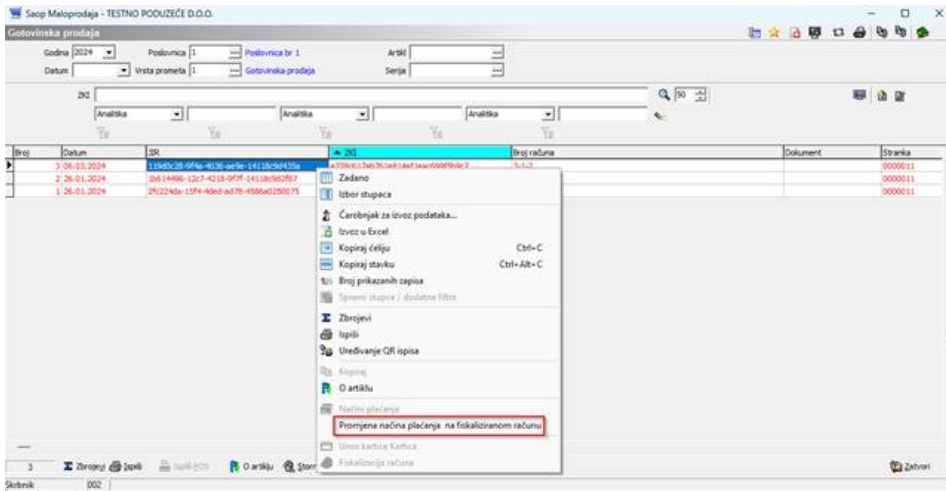 Saop Maloprodaja - TESTNO PODUZEĆE D.O.O.
Gotovinska prodaja
Godina 2024 Poslovnica 1 Poslovnica br 1 Artikl
Datum Vrsta prometa 1 Gotovinska prodaja Serija
ZKI 50
Analitika Analitika Analitika
Broj Datum JIR ZKI Broj računa Dokument Stranka
3 06.03.2024 0000011
2 26.01.2024 0000011
1 26.01.2024 0000011
Zadano
Izbor stupaca
Čarobnjak za izvoz podataka...
Izvoz u Excel
Kopiraj ćeliju Ctrl+C
Kopiraj stavku Ctrl+Alt+C
Broj prikazanih zapisa
Spremi stupce / dodatne filtre
Zbrojevi
Ispiši
Uređivanje QR ispisa
Kopiraj
O artiklu
Načini plaćanja
Promjena načina plaćanja na fiskaliziranom računu
Unos kartice Kartica
Fiskalizacija računa
3 Zbrojevi Ispiši Ispiši POS O artiklu Zatvori
Skrbnik 002